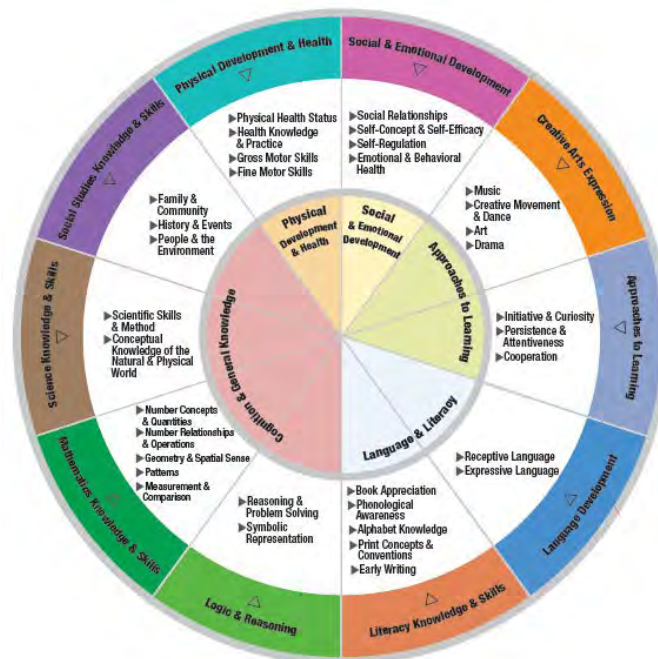 Physical Development & Health
Social & Emotional Development
Creative Arts Expression
Approaches to Learning
Language Development
Literacy Knowledge & Skills
Logic & Reasoning
Mathematics Knowledge & Skills
Science Knowledge & Skills
Social Studies Knowledge & Skills
▶Physical Health Status
▶Health Knowledge
& Practice
▶Gross Motor Skills
▶Fine Motor Skills
▶Social Relationships
▶Self-Concept & Self-Efficacy
▶Self-Regulation
▶Emotional & Behavioral
Health
▶Music
▶Creative Movement
& Dance
▶Art
▶Drama
▶Initiative & Curiosity
▶Persistence &
Attentiveness
▶Cooperation
▶Receptive Language
▶Expressive Language
▶Book Appreciation
▶Phonological
Awareness
▶Alphabet Knowledge
▶Print Concepts &
Conventions
▶Early Writing
▶Reasoning &
Problem Solving
▶Symbolic
Representation
▶Number Concepts
& Quantities
▶Number Relationships
& Operations
▶Geometry & Spatial Sense
▶Patterns
▶Measurement &
Comparison
▶Scientific Skills
& Method
▶Conceptual
Knowledge of the
Natural & Physical
World
▶Family &
Community
▶History & Events
▶People & the
Environment
Physical
Development
& Health
Social
& Emotional
Development
Approaches to Learning
Language & Literacy
Cognition & General Knowledge